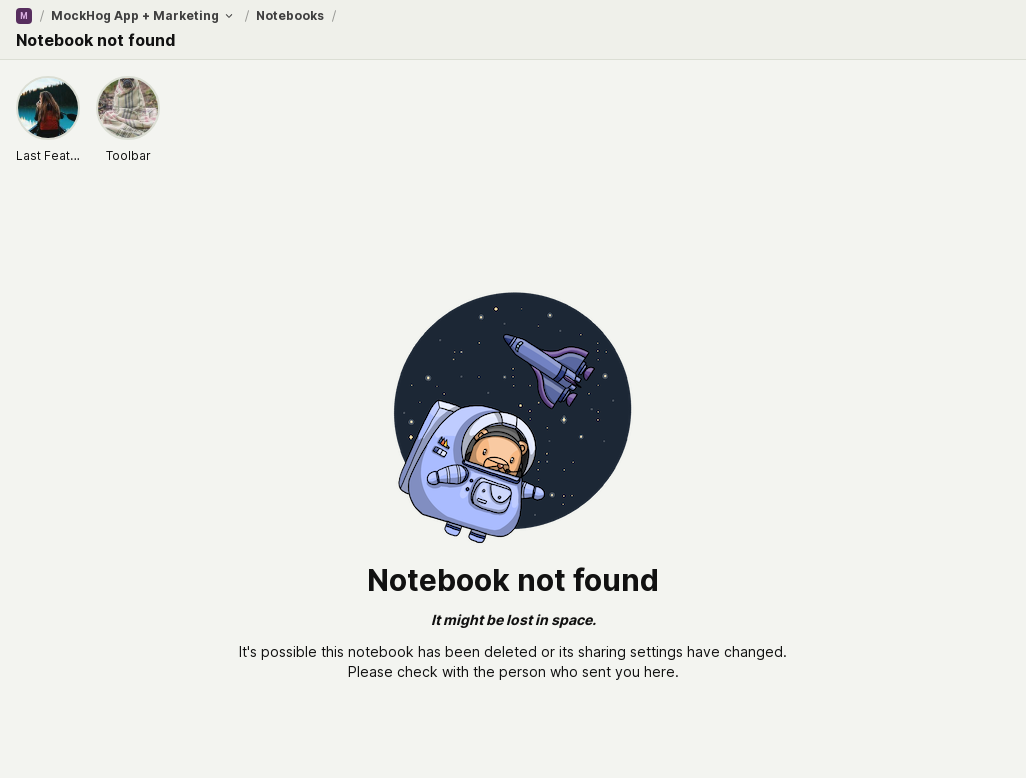 M / MockHog App + Marketing / Notebooks /
Notebook not found
Last Feat... Toolbar
Notebook not found
It might be lost in space.
It's possible this notebook has been deleted or its sharing settings have changed.
Please check with the person who sent you here.